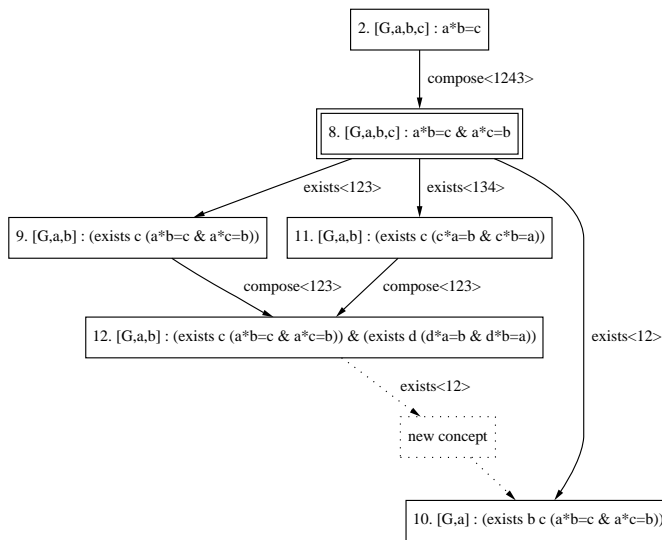 2. [G,a,b,c] : a*b=c
compose<1243>
8. [G,a,b,c] : a*b=c & a*c=b
exists<123>
exists<134>
9. [G,a,b] : (exists c (a*b=c & a*c=b))
11. [G,a,b] : (exists c (c*a=b & c*b=a))
compose<123>
compose<123>
12. [G,a,b] : (exists c (a*b=c & a*c=b)) & (exists d (d*a=b & d*b=a))
exists<12>
exists<12>
new concept
10. [G,a] : (exists b c (a*b=c & a*c=b))